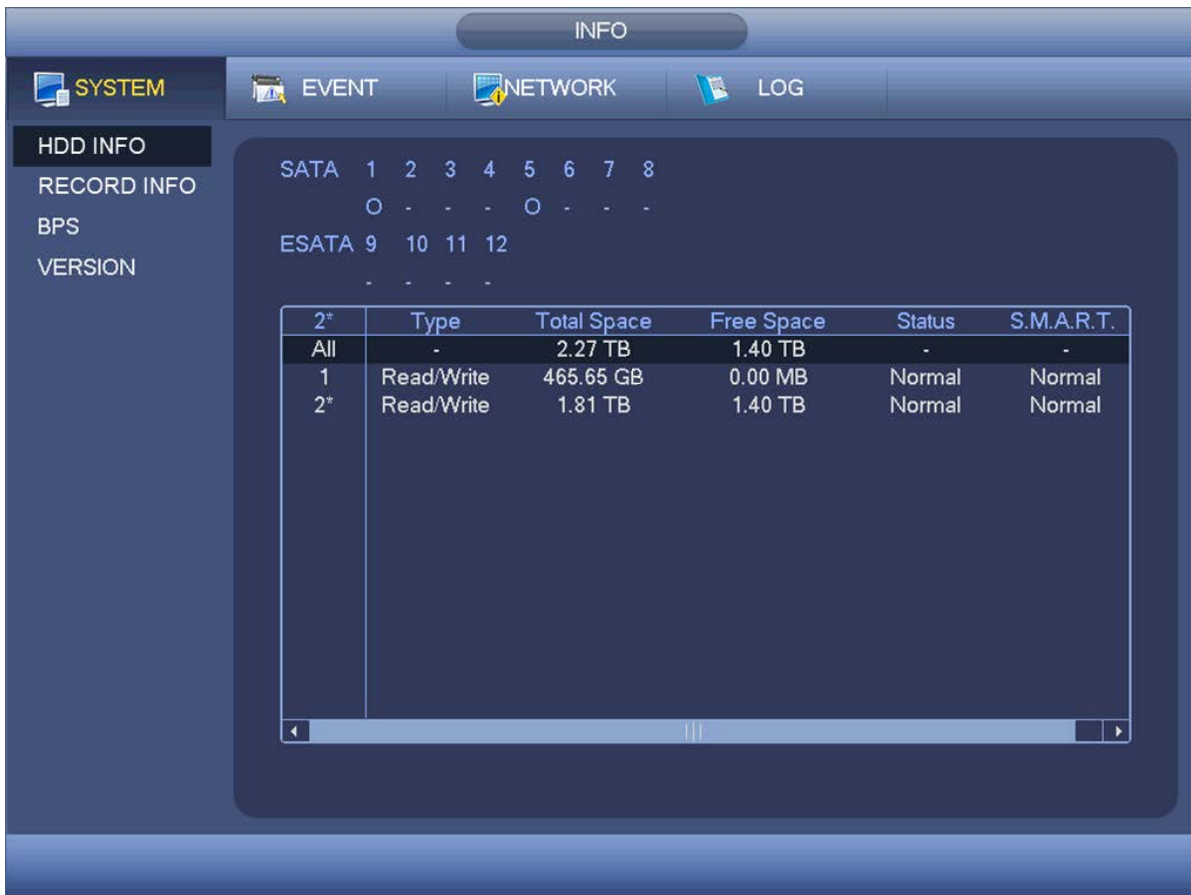 INFO
SYSTEM EVENT NETWORK LOG
HDD INFO
RECORD INFO
BPS
VERSION
SATA 1 2 3 4 5 6 7 8
O - - - O - - -
ESATA 9 10 11 12
- - - -
2* Type Total Space Free Space Status S.M.A.R.T.
All - 2.27 TB 1.40 TB - -
1 Read/Write 465.65 GB 0.00 MB Normal Normal
2* Read/Write 1.81 TB 1.40 TB Normal Normal